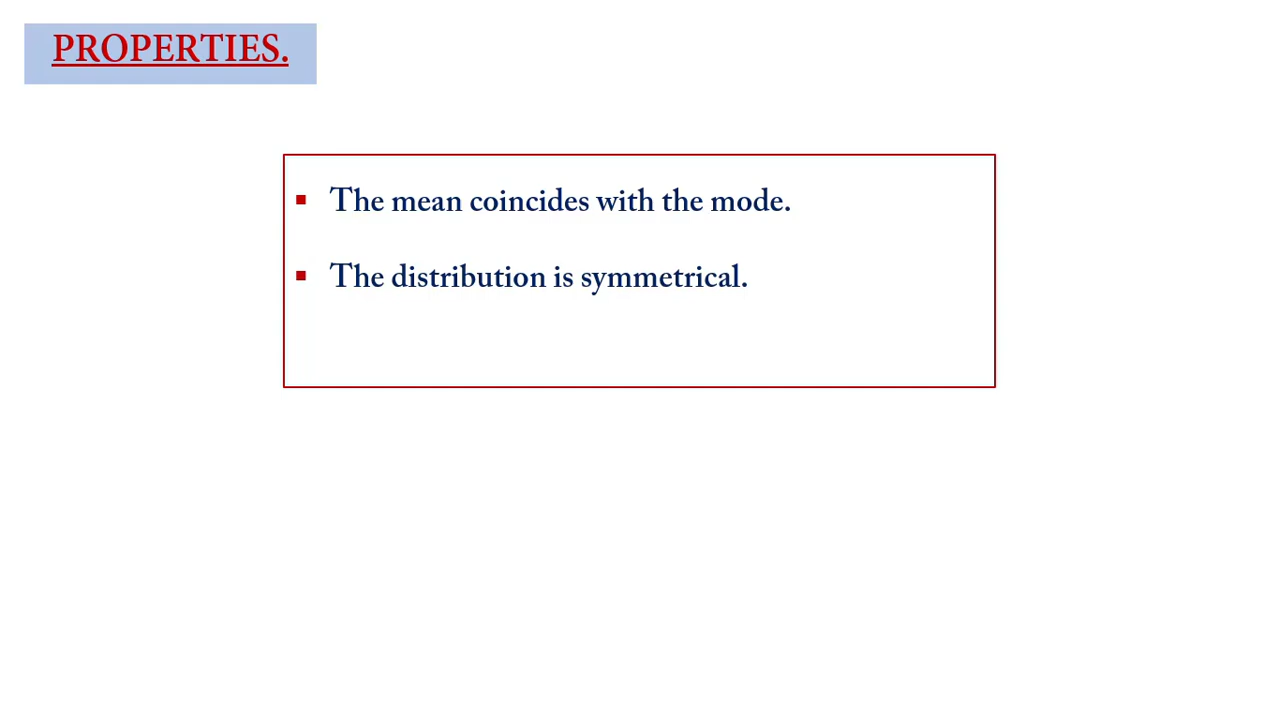 PROPERTIES.
▪ The mean coincides with the mode.
▪ The distribution is symmetrical.